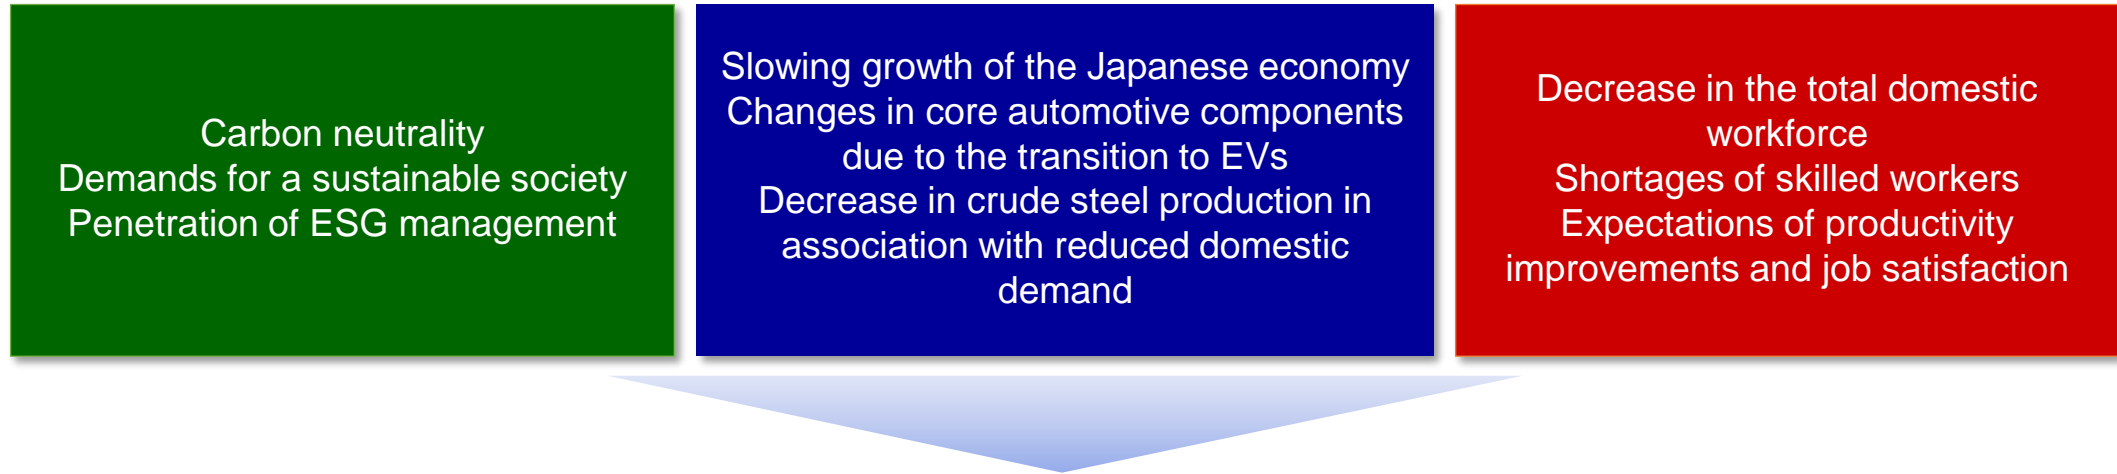 Carbon neutrality
Demands for a sustainable society
Penetration of ESG management
Slowing growth of the Japanese economy
Changes in core automotive components
due to the transition to EVs
Decrease in crude steel production in
association with reduced domestic
demand
Decrease in the total domestic
workforce
Shortages of skilled workers
Expectations of productivity
improvements and job satisfaction